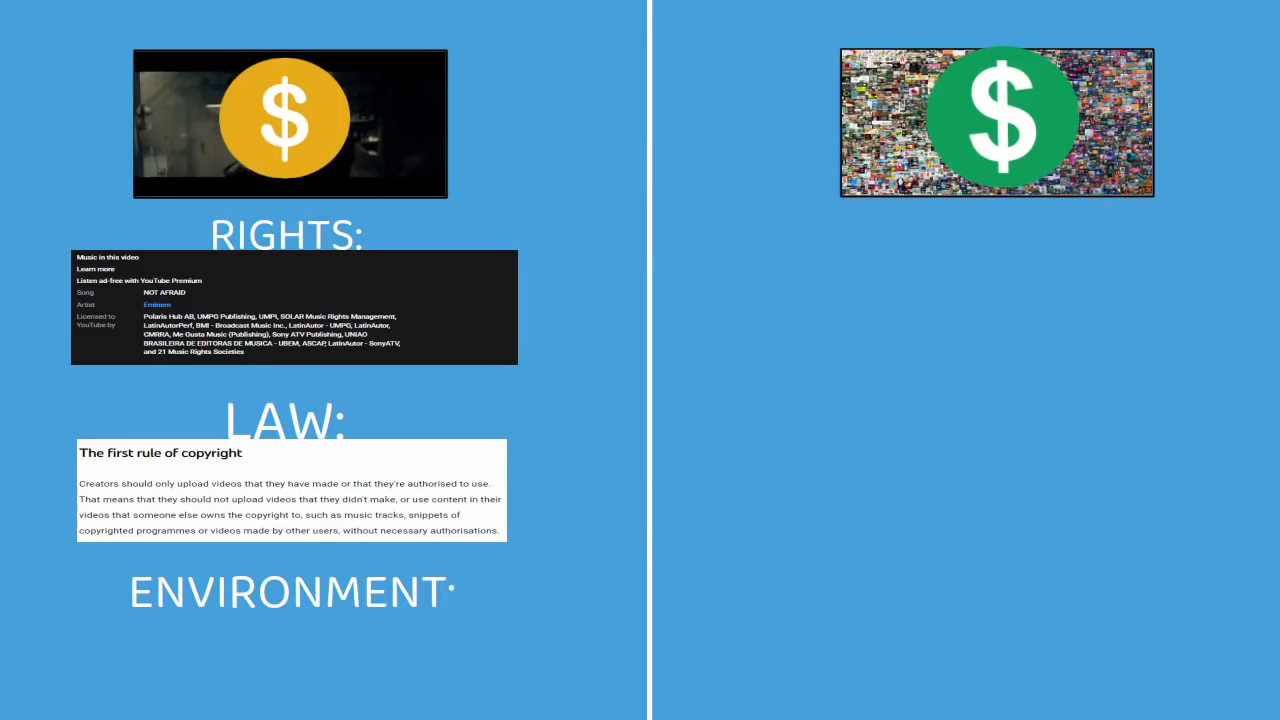 $
$
RIGHTS:
Music in this video
Learn more
Listen ad-free with YouTube Premium
Song NOT AFRAID
Artist Eminem
Licensed to YouTube by Polaris Hub AB, UMPG Publishing, UMPI, SOLAR Music Rights Management,
LatinAutorPerf, BMI - Broadcast Music Inc., LatinAutor - UMPG, LatinAutor,
CMRRA, Me Gusta Music (Publishing), Sony ATV Publishing, UNIAO
BRASILEIRA DE EDITORAS DE MUSICA - UBEM, ASCAP, LatinAutor - SonyATV,
and 21 Music Rights Societies
LAW:
The first rule of copyright
Creators should only upload videos that they have made or that they're authorised to use.
That means that they should not upload videos that they didn't make, or use content in their
videos that someone else owns the copyright to, such as music tracks, snippets of
copyrighted programmes or videos made by other users, without necessary authorisations.
ENVIRONMENT·